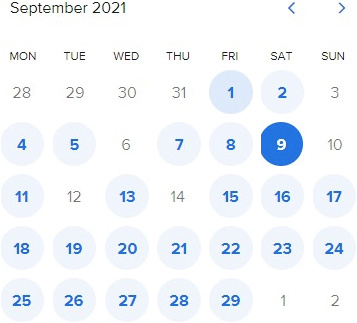 September 2021
MON TUE WED THU FRI SAT SUN
28 29 30 31 1 2 3
4 5 6 7 8 9 10
11 12 13 14 15 16 17
18 19 20 21 22 23 24
25 26 27 28 29 1 2